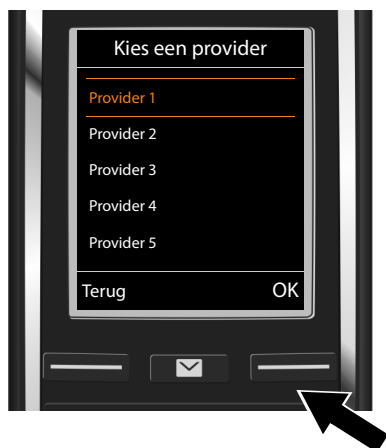 Kies een provider
Provider 1
Provider 2
Provider 3
Provider 4
Provider 5
Terug OK